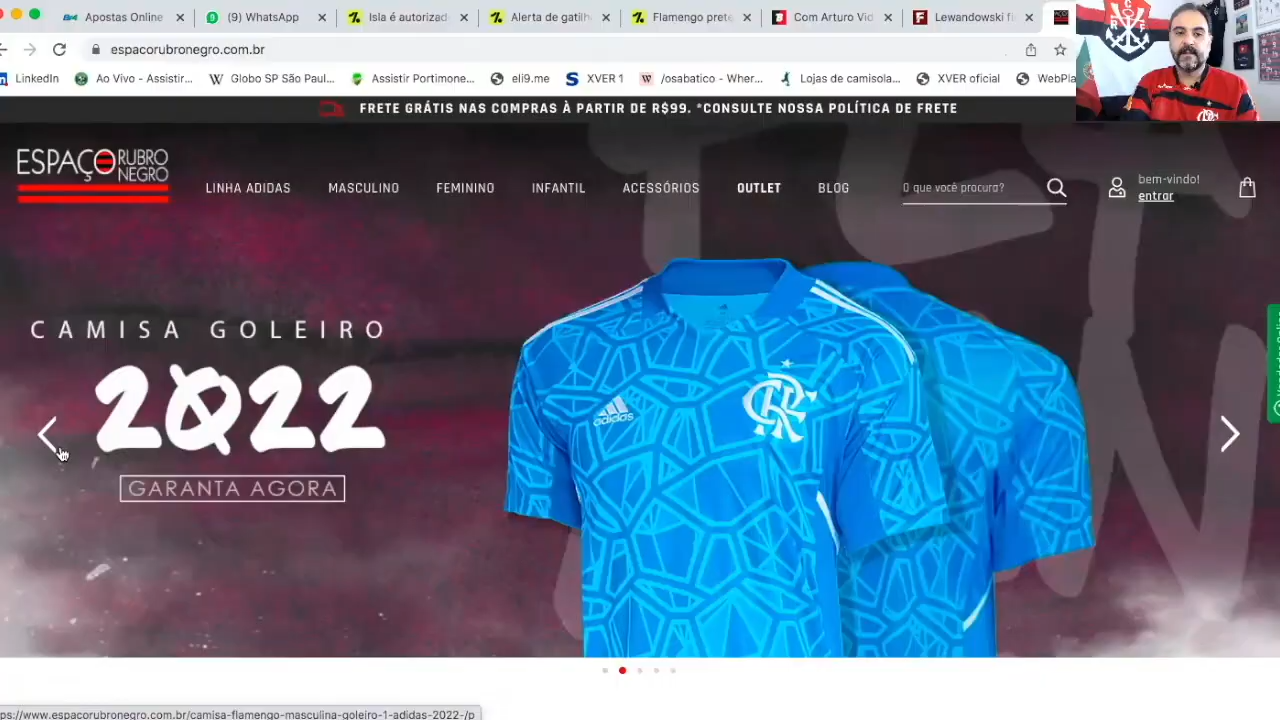 Apostas Online
(9) WhatsApp
Isla é autorizad
Alerta de gatilh
Flamengo prete
Com Arturo Vid
Lewandowski fi
espacorubronegro.com.br
LinkedIn
Ao Vivo - Assistir...
Globo SP São Paul...
Assistir Portimone...
eli9.me
XVER 1
/osabatico - Wher...
Lojas de camisola...
XVER oficial
WebPla
FRETE GRÁTIS NAS COMPRAS À PARTIR DE R$99. *CONSULTE NOSSA POLÍTICA DE FRETE
ESPAÇO RUBRO NEGRO
LINHA ADIDAS
MASCULINO
FEMININO
INFANTIL
ACESSÓRIOS
OUTLET
BLOG
O que você procura?
bem-vindo!
entrar
CAMISA GOLEIRO
2022
GARANTA AGORA
adidas
CRF
ps://www.espacorubronegro.com.br/camisa-flamengo-masculina-goleiro-1-adidas-2022-/p